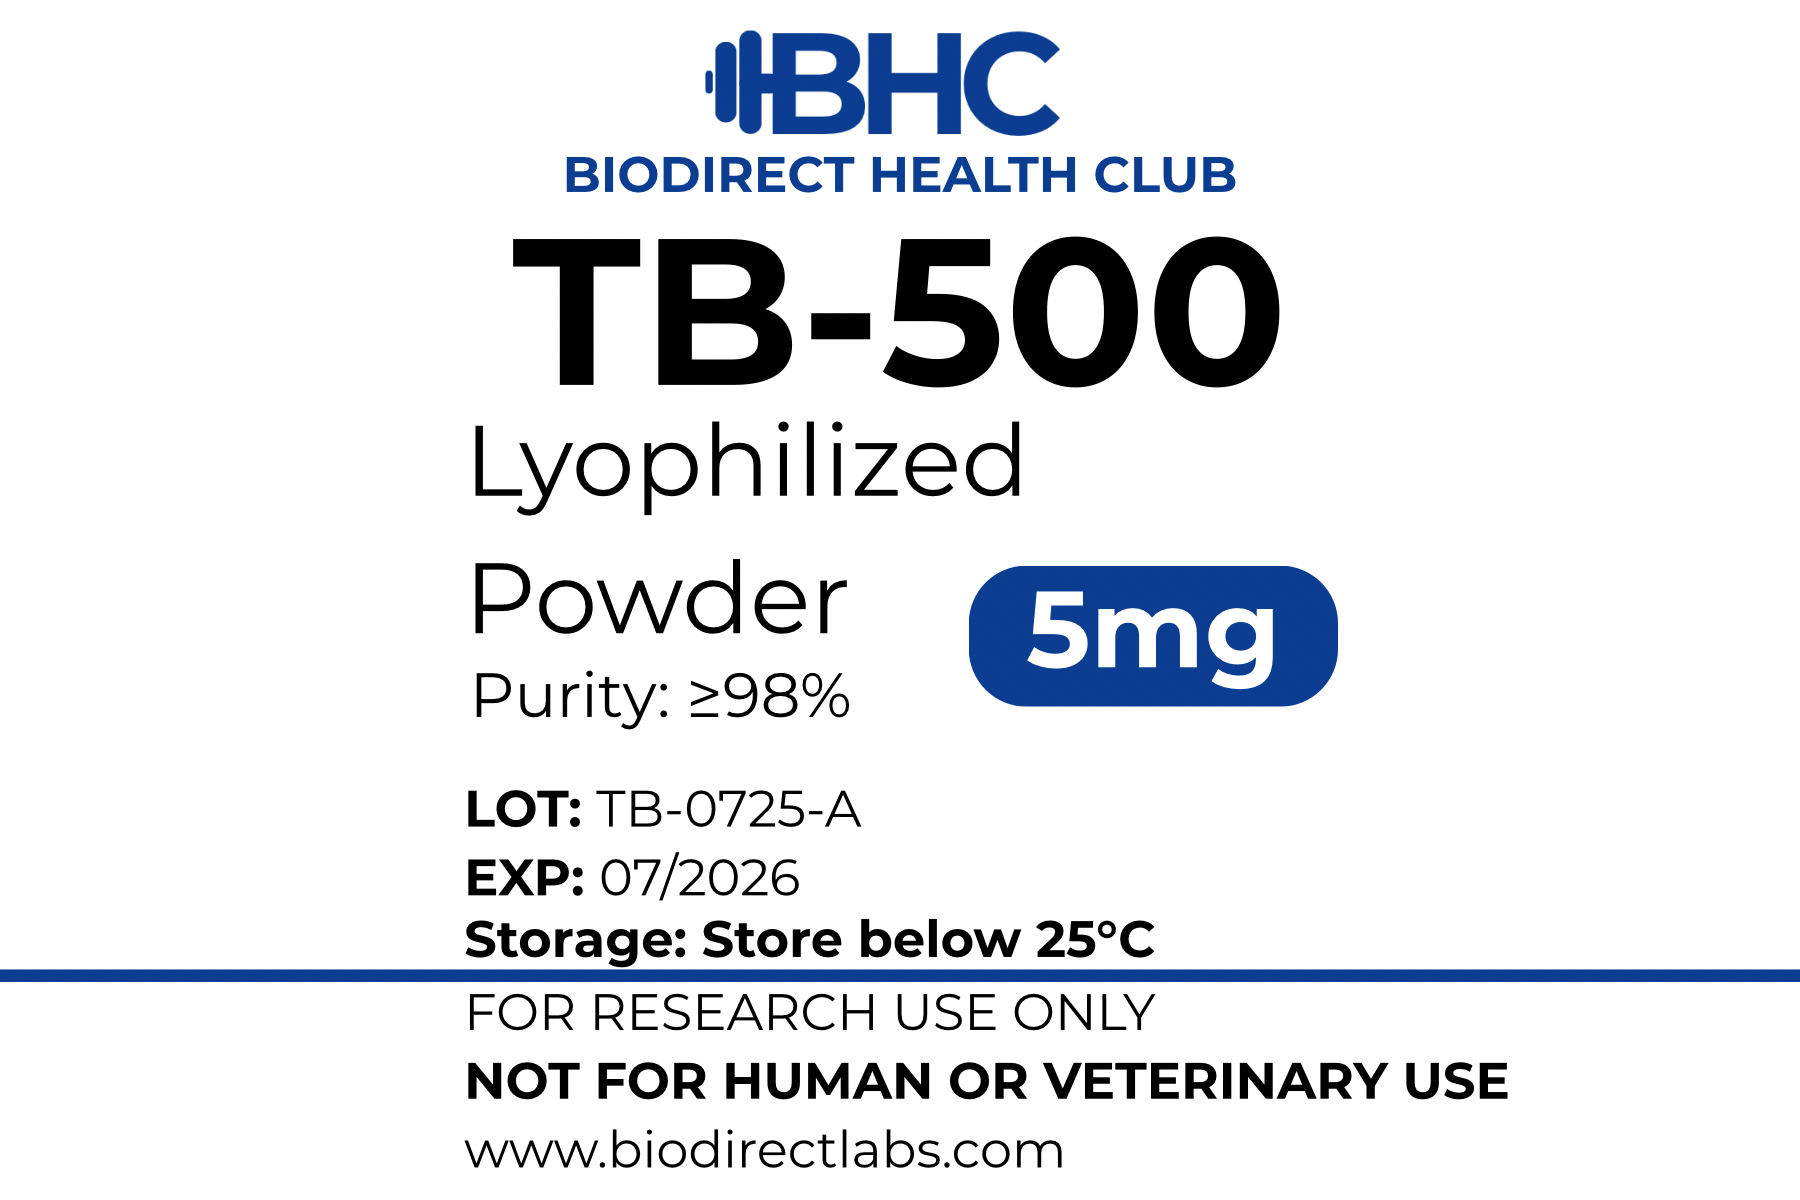 BHC
BIODIRECT HEALTH CLUB
TB-500
Lyophilized
Powder
5mg
Purity: ≥98%
LOT: TB-0725-A
EXP: 07/2026
Storage: Store below 25°C
FOR RESEARCH USE ONLY
NOT FOR HUMAN OR VETERINARY USE
www.biodirectlabs.com